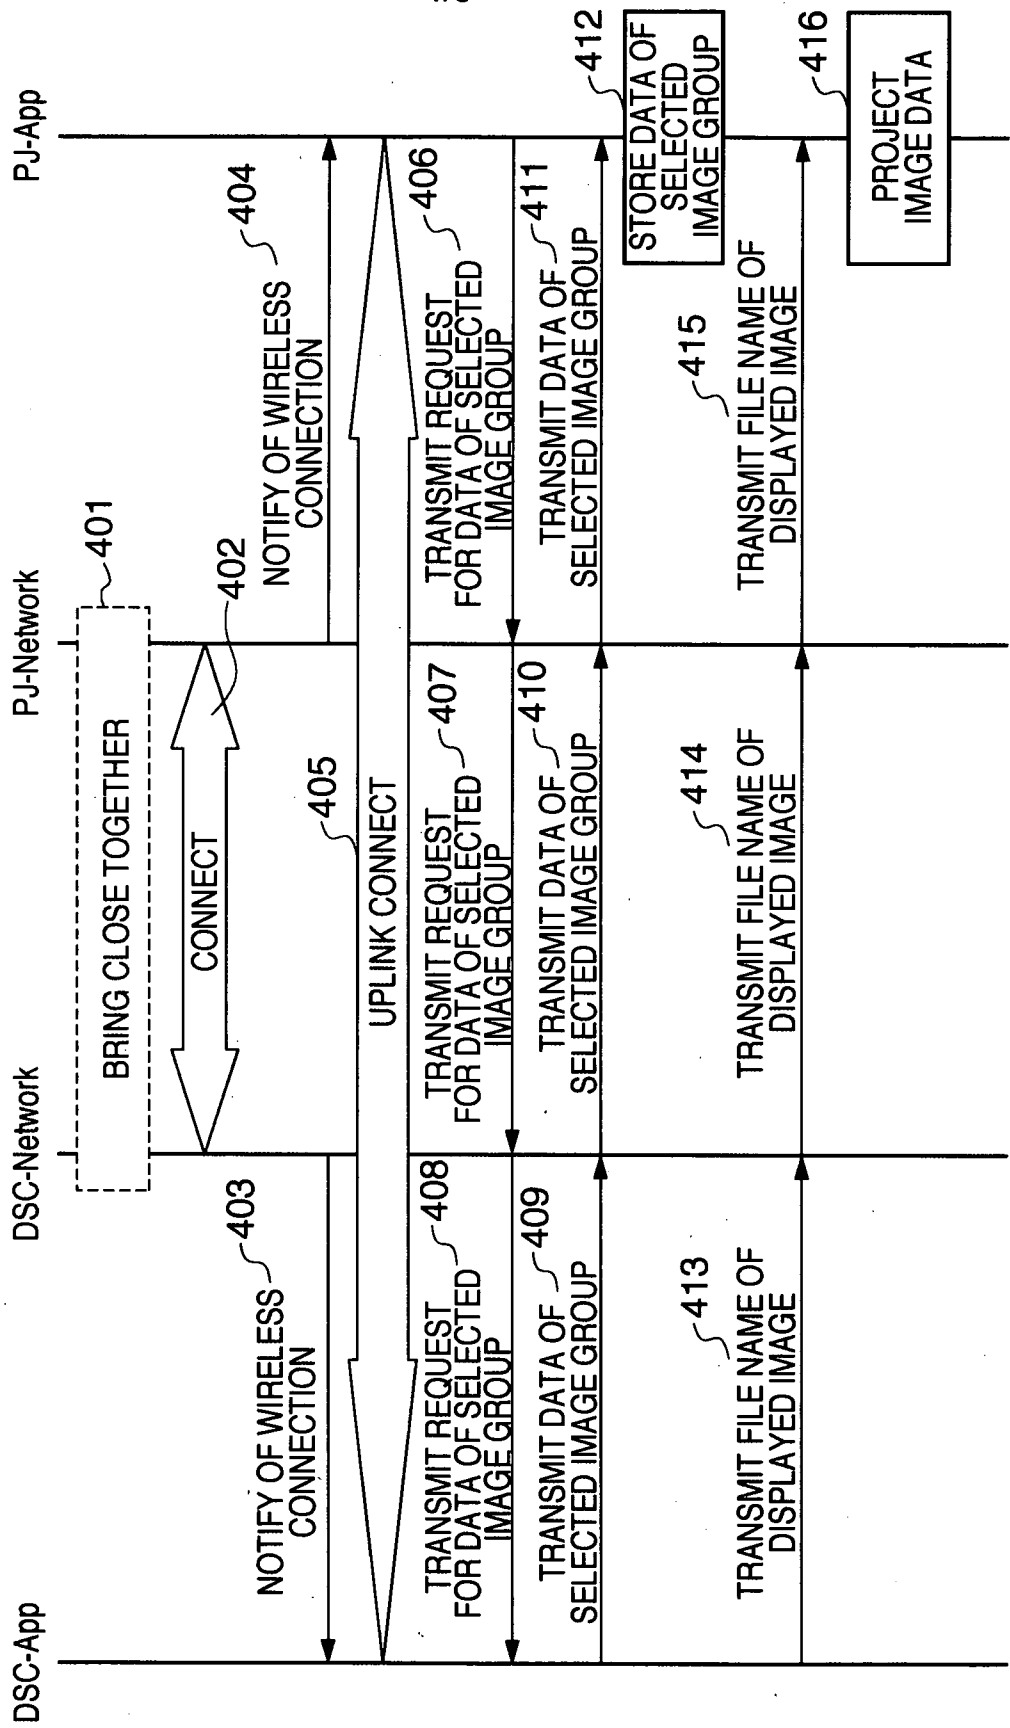 DSC-App
DSC-Network
PJ-Network
PJ-App
BRING CLOSE TOGETHER
401
CONNECT
402
403
NOTIFY OF WIRELESS
CONNECTION
404
NOTIFY OF WIRELESS
CONNECTION
405
UPLINK CONNECT
TRANSMIT REQUEST
FOR DATA OF SELECTED
IMAGE GROUP
408
TRANSMIT REQUEST
FOR DATA OF SELECTED
IMAGE GROUP
407
TRANSMIT REQUEST
FOR DATA OF SELECTED
IMAGE GROUP
406
TRANSMIT DATA OF
SELECTED IMAGE GROUP
409
TRANSMIT DATA OF
SELECTED IMAGE GROUP
410
TRANSMIT DATA OF
SELECTED IMAGE GROUP
411
412
STORE DATA OF
SELECTED
IMAGE GROUP
413
TRANSMIT FILE NAME OF
DISPLAYED IMAGE
414
TRANSMIT FILE NAME OF
DISPLAYED IMAGE
415
TRANSMIT FILE NAME OF
DISPLAYED IMAGE
416
PROJECT
IMAGE DATA